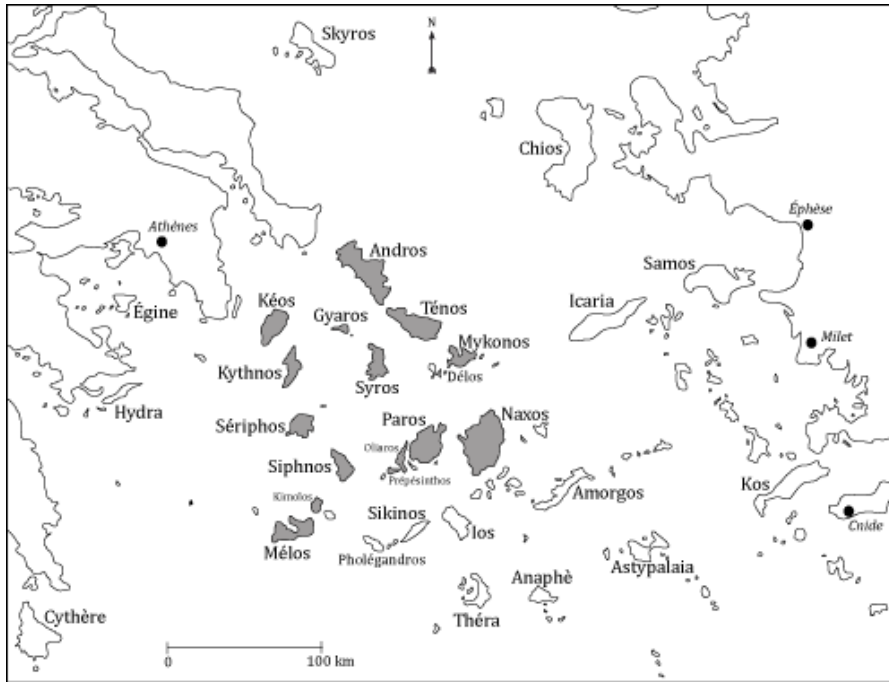 Skyros
N
Chios
Athènes
Éphèse
Andros
Samos
Kéos
Ténos
Icaria
Égine
Gyaros
Mykonos
Milet
Kythnos
Délos
Syros
Hydra
Paros
Naxos
Sériphos
Oliaros
Siphnos
Prépésinthos
Kos
Amorgos
Kimolos
Sikinos
Cnide
Ios
Mélos
Pholégandros
Astypalaia
Anaphè
Cythère
Théra
0
100 km